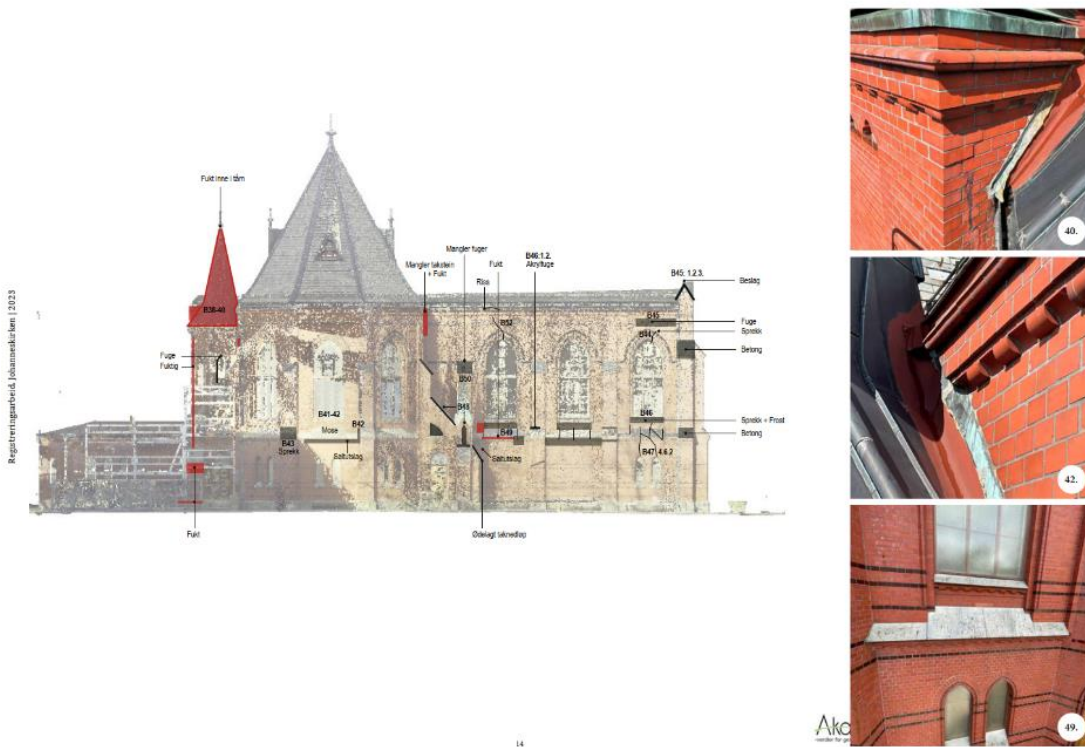 Registreringsarbeid, Johanneskirken | 2023
Fukt inne i tårn
B38-40
Fuge
Fuktig
Mangler takstein
+ Fukt
Mangler fuger
Riss
Fukt
B46:1.2.
Akrylfuge
B45: 1.2.3.
Beslag
B52
B45
B44
Fuge
Sprekk
Betong
B50
B48
B41-42
Mose
B42
B43
Sprekk
Saltutslag
B49
Saltutslag
B46
Sprekk + Frost
Betong
B47: 4.6.2
Fukt
Ødelagt taknedløp
14
40.
42.
49.